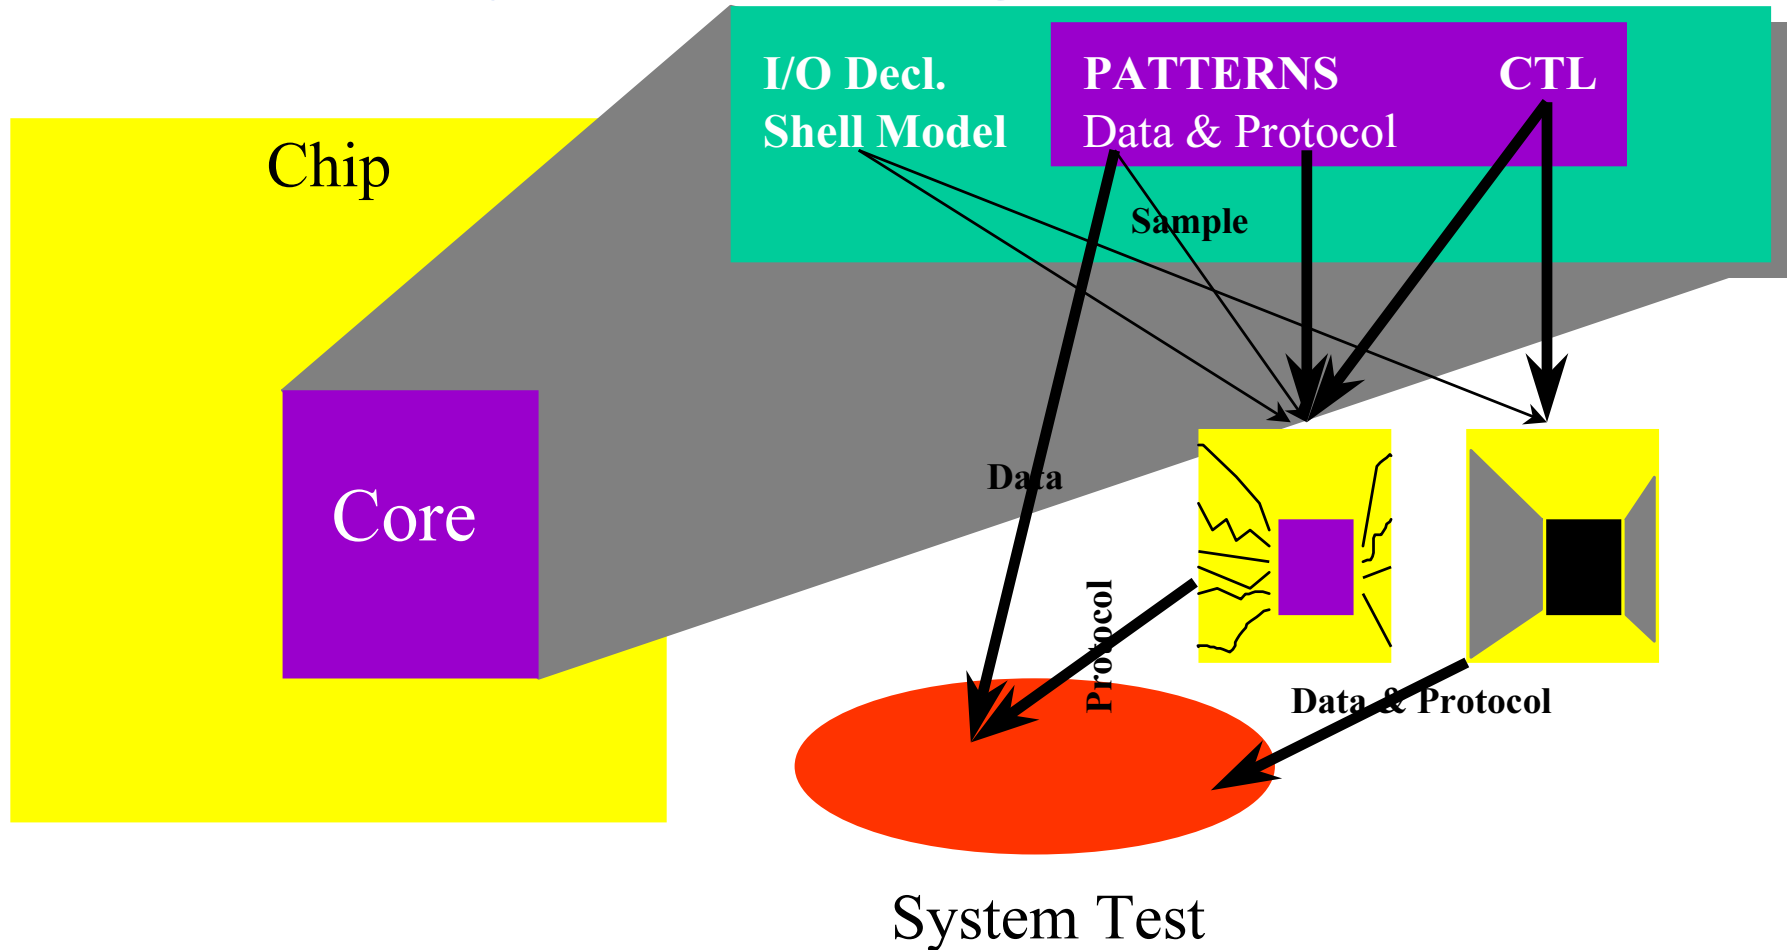 I/O Decl.
PATTERNS CTL
Shell Model
Data & Protocol
Chip
Sample
Core
Data
Protocol
Data & Protocol
System Test